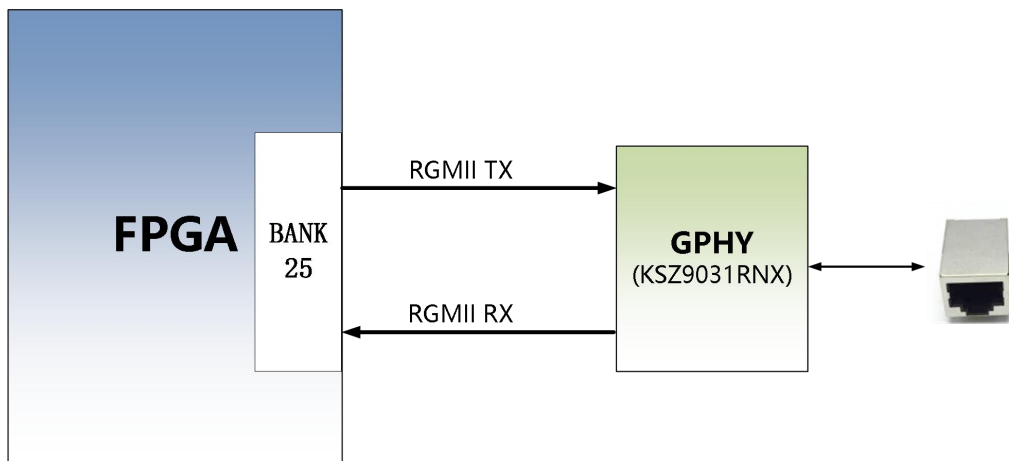 FPGA
BANK
25
RGMII TX
RGMII RX
GPHY
(KSZ9031RNX)